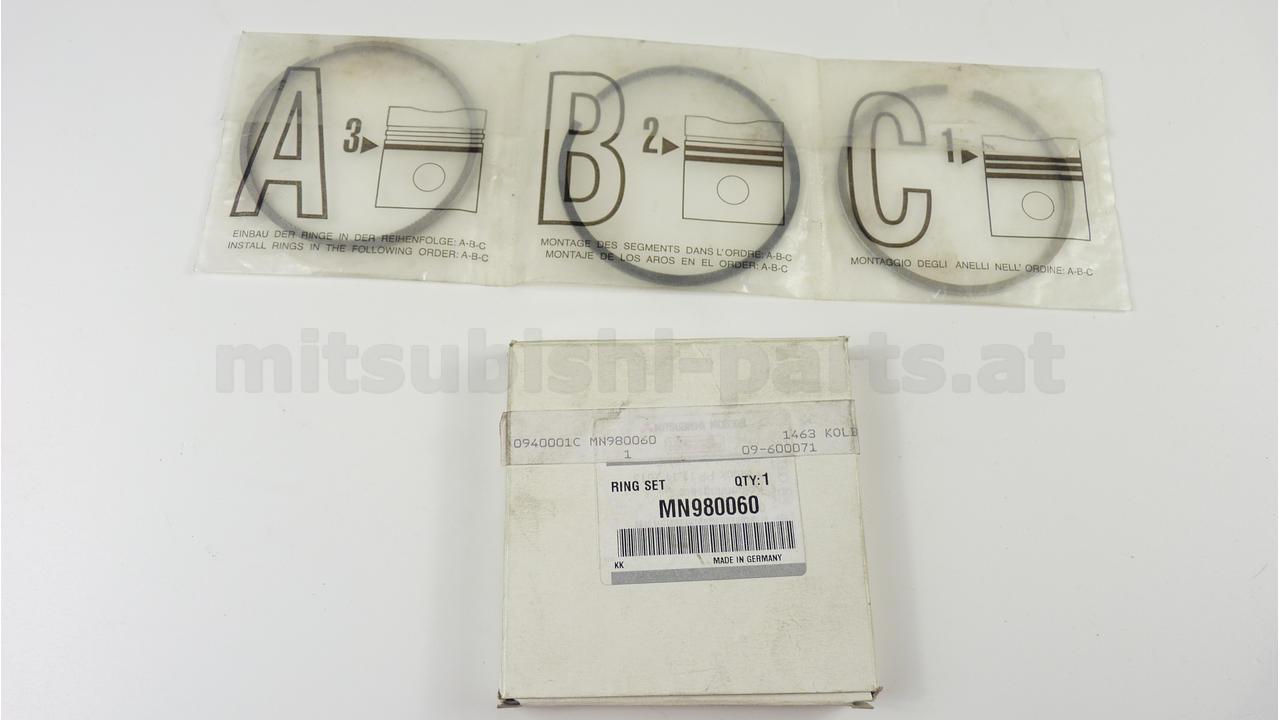 A
3
EINBAU DER RINGE IN DER REIHENFOLGE: A-B-C
INSTALL RINGS IN THE FOLLOWING ORDER: A-B-C
B
2
MONTAGE DES SEGMENTS DANS L'ORDRE: A-B-C
MONTAJE DE LOS AROS EN EL ORDER: A-B-C
C
1
MONTAGGIO DEGLI ANELLI NELL' ORDINE: A-B-C
mitsubishi-parts.at
0940001C MN980060 1463 KOLB
1 09-600071
RING SET QTY:1
MN980060
KK MADE IN GERMANY